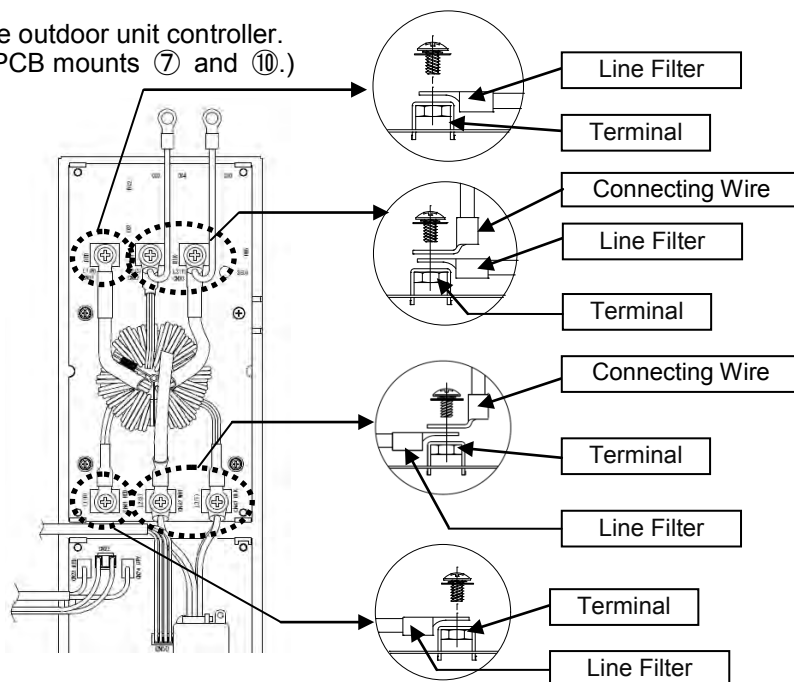 e outdoor unit controller.
PCB mounts ⑦ and ⑩.)
Line Filter
Terminal
Connecting Wire
Line Filter
Terminal
Connecting Wire
Terminal
Line Filter
Terminal
Line Filter